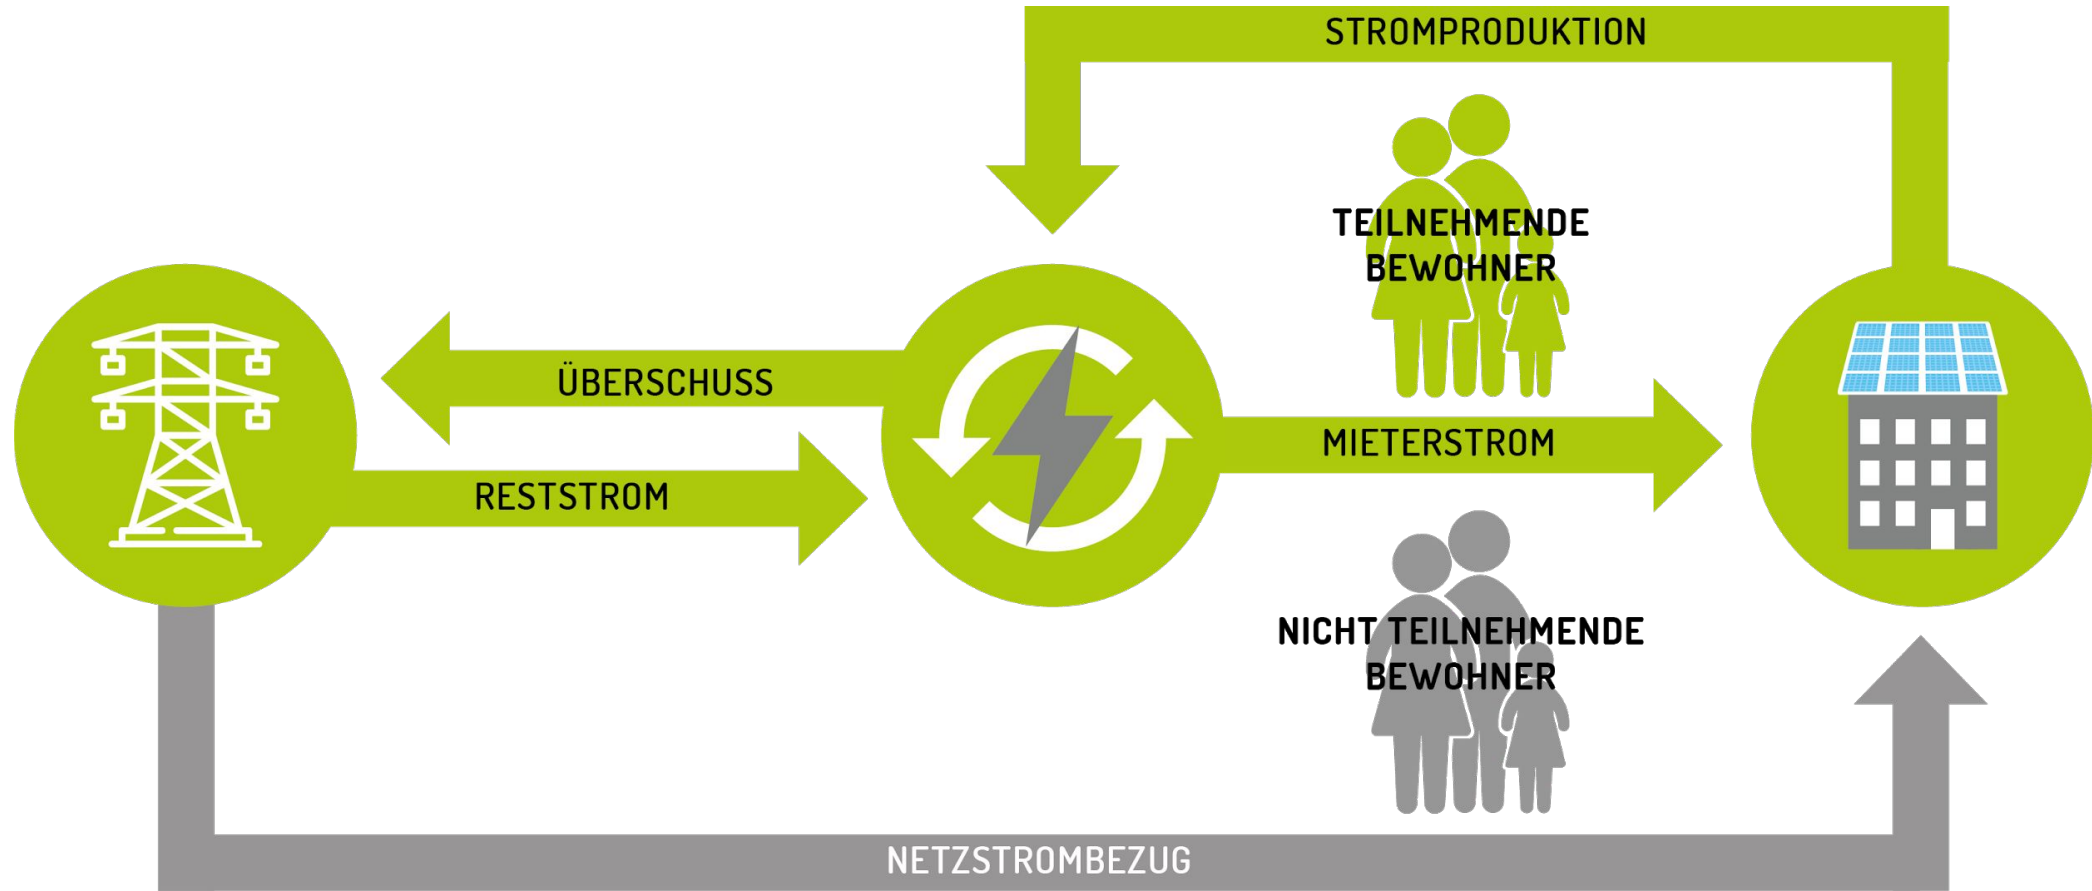 STROMPRODUKTION
TEILNEHMENDE
BEWOHNER
ÜBERSCHUSS
MIETERSTROM
RESTSTROM
NICHT TEILNEHMENDE
BEWOHNER
NETZSTROMBEZUG